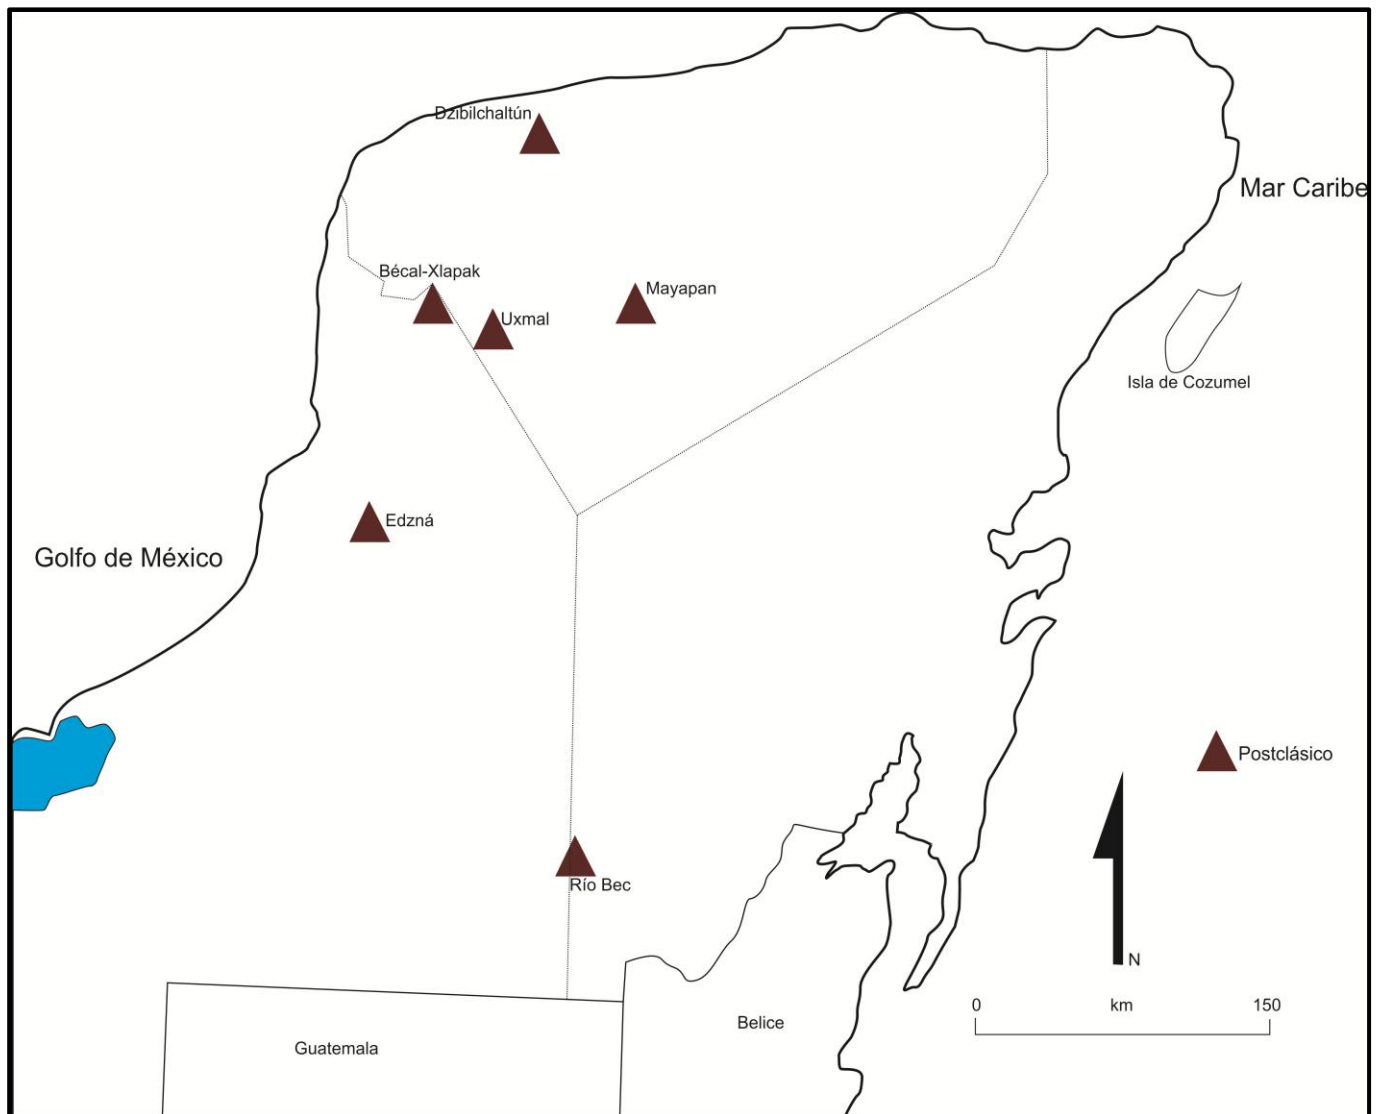 Dzibilchaltún
Mar Caribe
Bécal-Xlapak
Mayapan
Uxmal
Isla de Cozumel
Edzná
Golfo de México
Postclásico
Río Bec
N
0 km 150
Belice
Guatemala